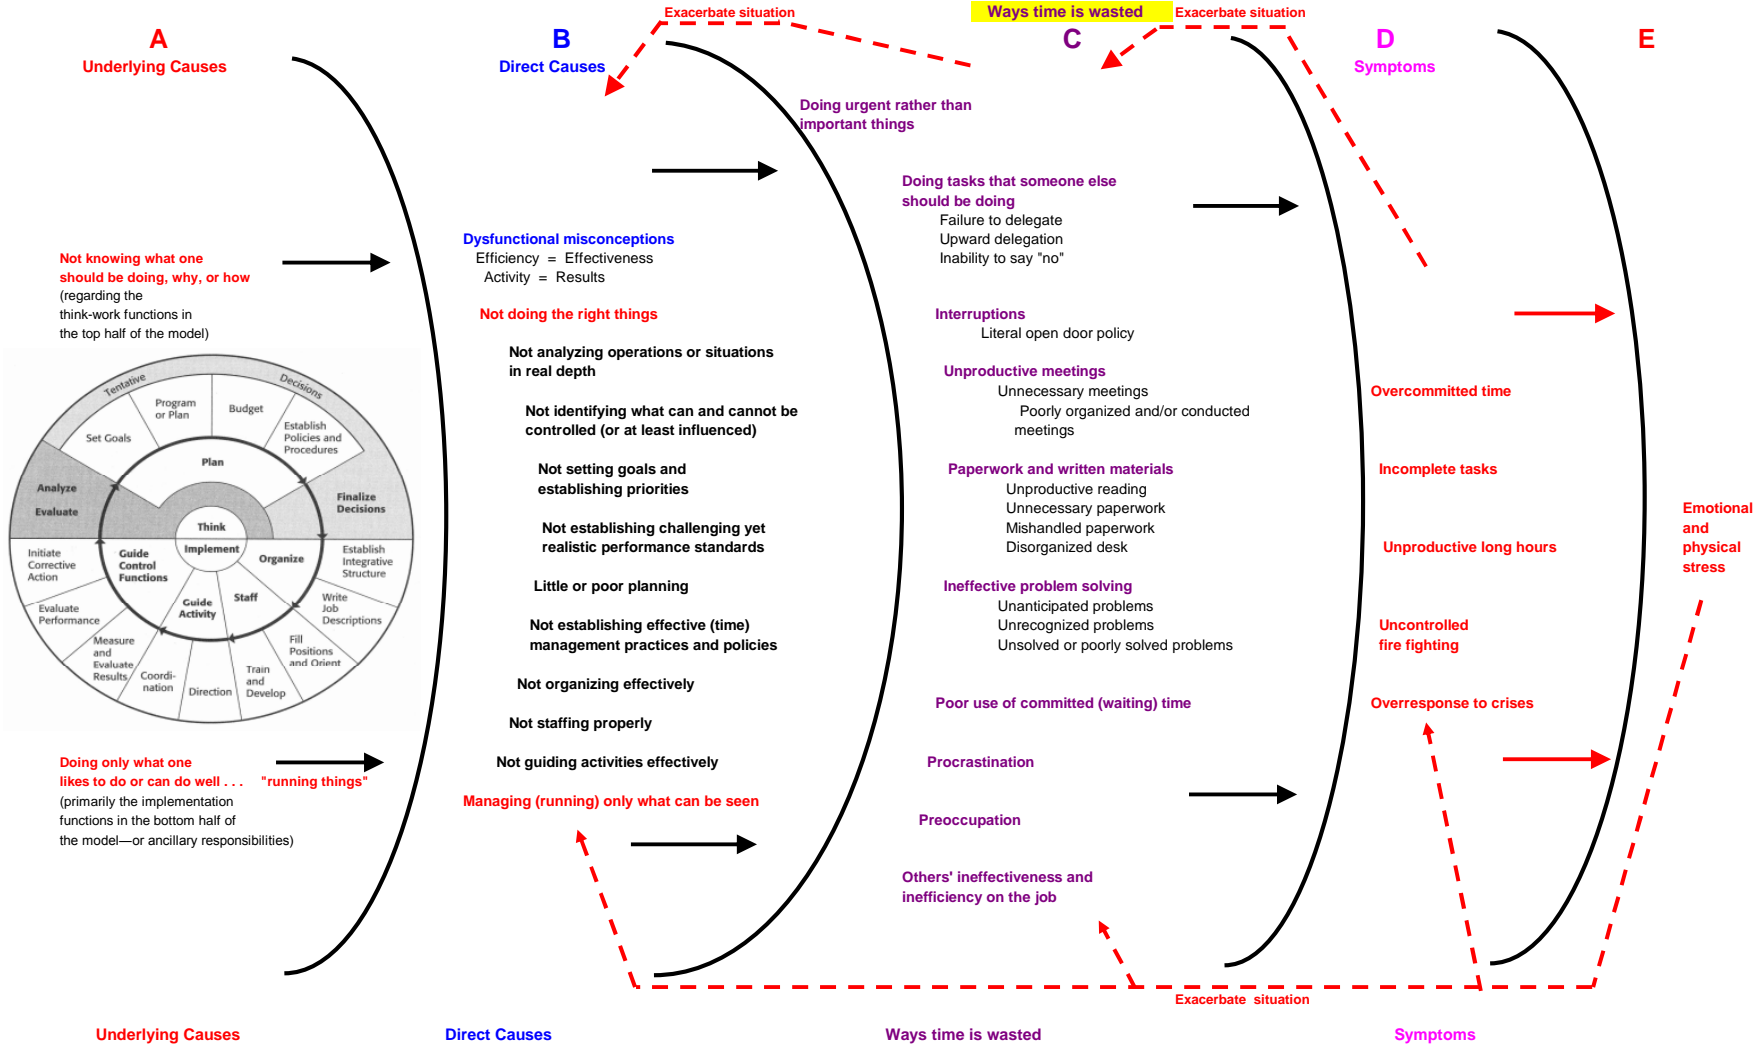 Exacerbate situation
Ways time is wasted
Exacerbate situation
A
Underlying Causes
B
Direct Causes
C
D
Symptoms
E
Not knowing what one
should be doing, why, or how
(regarding the
think-work functions in
the top half of the model)
Tentative
Decisions
Set Goals
Program
or Plan
Budget
Establish
Policies and
Procedures
Plan
Analyze
Evaluate
Finalize
Decisions
Think
Implement
Initiate
Corrective
Action
Guide
Control
Functions
Organize
Establish
Integrative
Structure
Evaluate
Performance
Guide
Activity
Staff
Write
Job
Descriptions
Measure
and
Evaluate
Results
Coordi-
nation
Direction
Train
and
Develop
Fill
Positions
and Orient
Doing only what one
likes to do or can do well . . . "running things"
(primarily the implementation
functions in the bottom half of
the model—or ancillary responsibilities)
Dysfunctional misconceptions
Efficiency = Effectiveness
Activity = Results
Not doing the right things
Not analyzing operations or situations
in real depth
Not identifying what can and cannot be
controlled (or at least influenced)
Not setting goals and
establishing priorities
Not establishing challenging yet
realistic performance standards
Little or poor planning
Not establishing effective (time)
management practices and policies
Not organizing effectively
Not staffing properly
Not guiding activities effectively
Managing (running) only what can be seen
Doing urgent rather than
important things
Doing tasks that someone else
should be doing
Failure to delegate
Upward delegation
Inability to say "no"
Interruptions
Literal open door policy
Unproductive meetings
Unnecessary meetings
Poorly organized and/or conducted
meetings
Paperwork and written materials
Unproductive reading
Unnecessary paperwork
Mishandled paperwork
Disorganized desk
Ineffective problem solving
Unanticipated problems
Unrecognized problems
Unsolved or poorly solved problems
Poor use of committed (waiting) time
Procrastination
Preoccupation
Others' ineffectiveness and
inefficiency on the job
Overcommitted time
Incomplete tasks
Unproductive long hours
Uncontrolled
fire fighting
Overresponse to crises
Emotional
and
physical
stress
Exacerbate situation
Underlying Causes
Direct Causes
Ways time is wasted
Symptoms